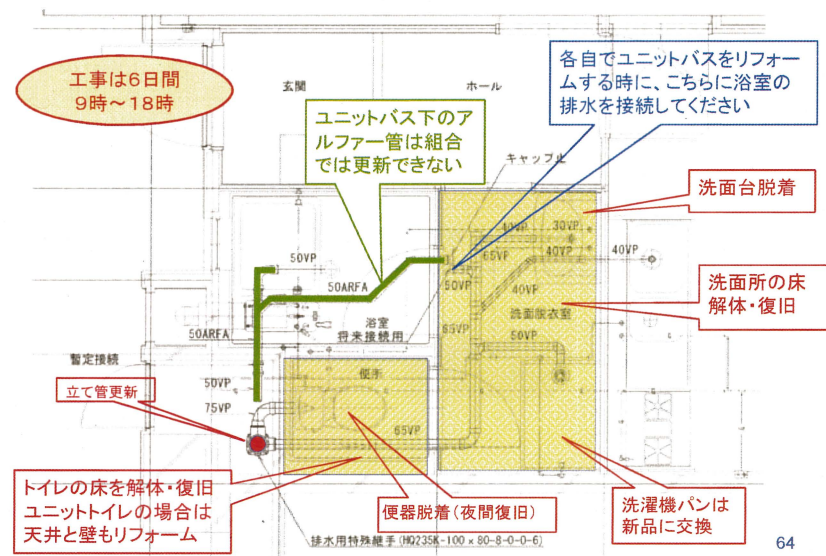 工事は6日間
9時~18時
玄関
ホール
ユニットバス下のア
ルファー管は組合
では更新できない
各自でユニットバスをリフォー
ムする時に、こちらに浴室の
排水を接続してください
キャップ止
洗面台脱着
40VP
30VP
65VP
40VP
40VP
50VP
50VP
50ARFA
40VP
洗面所の床
解体・復旧
洗面脱衣室
浴室
将来接続用
65VP
50ARFA
50VP
暫定接続
便所
50VP
立て管更新
75VP
65VP
トイレの床を解体・復旧
ユニットトイレの場合は
天井と壁もリフォーム
便器脱着(夜間復旧)
洗濯機パンは
新品に交換
排水用特殊継手(HQ235K-100×80-8-0-0-6)
64